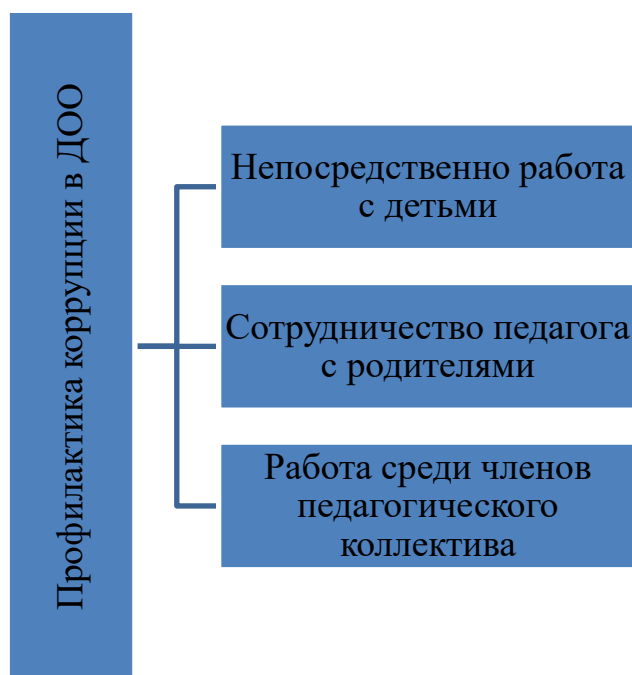 Профилактика коррупции в ДОО
Непосредственно работа
с детьми
Сотрудничество педагога
с родителями
Работа среди членов
педагогического
коллектива